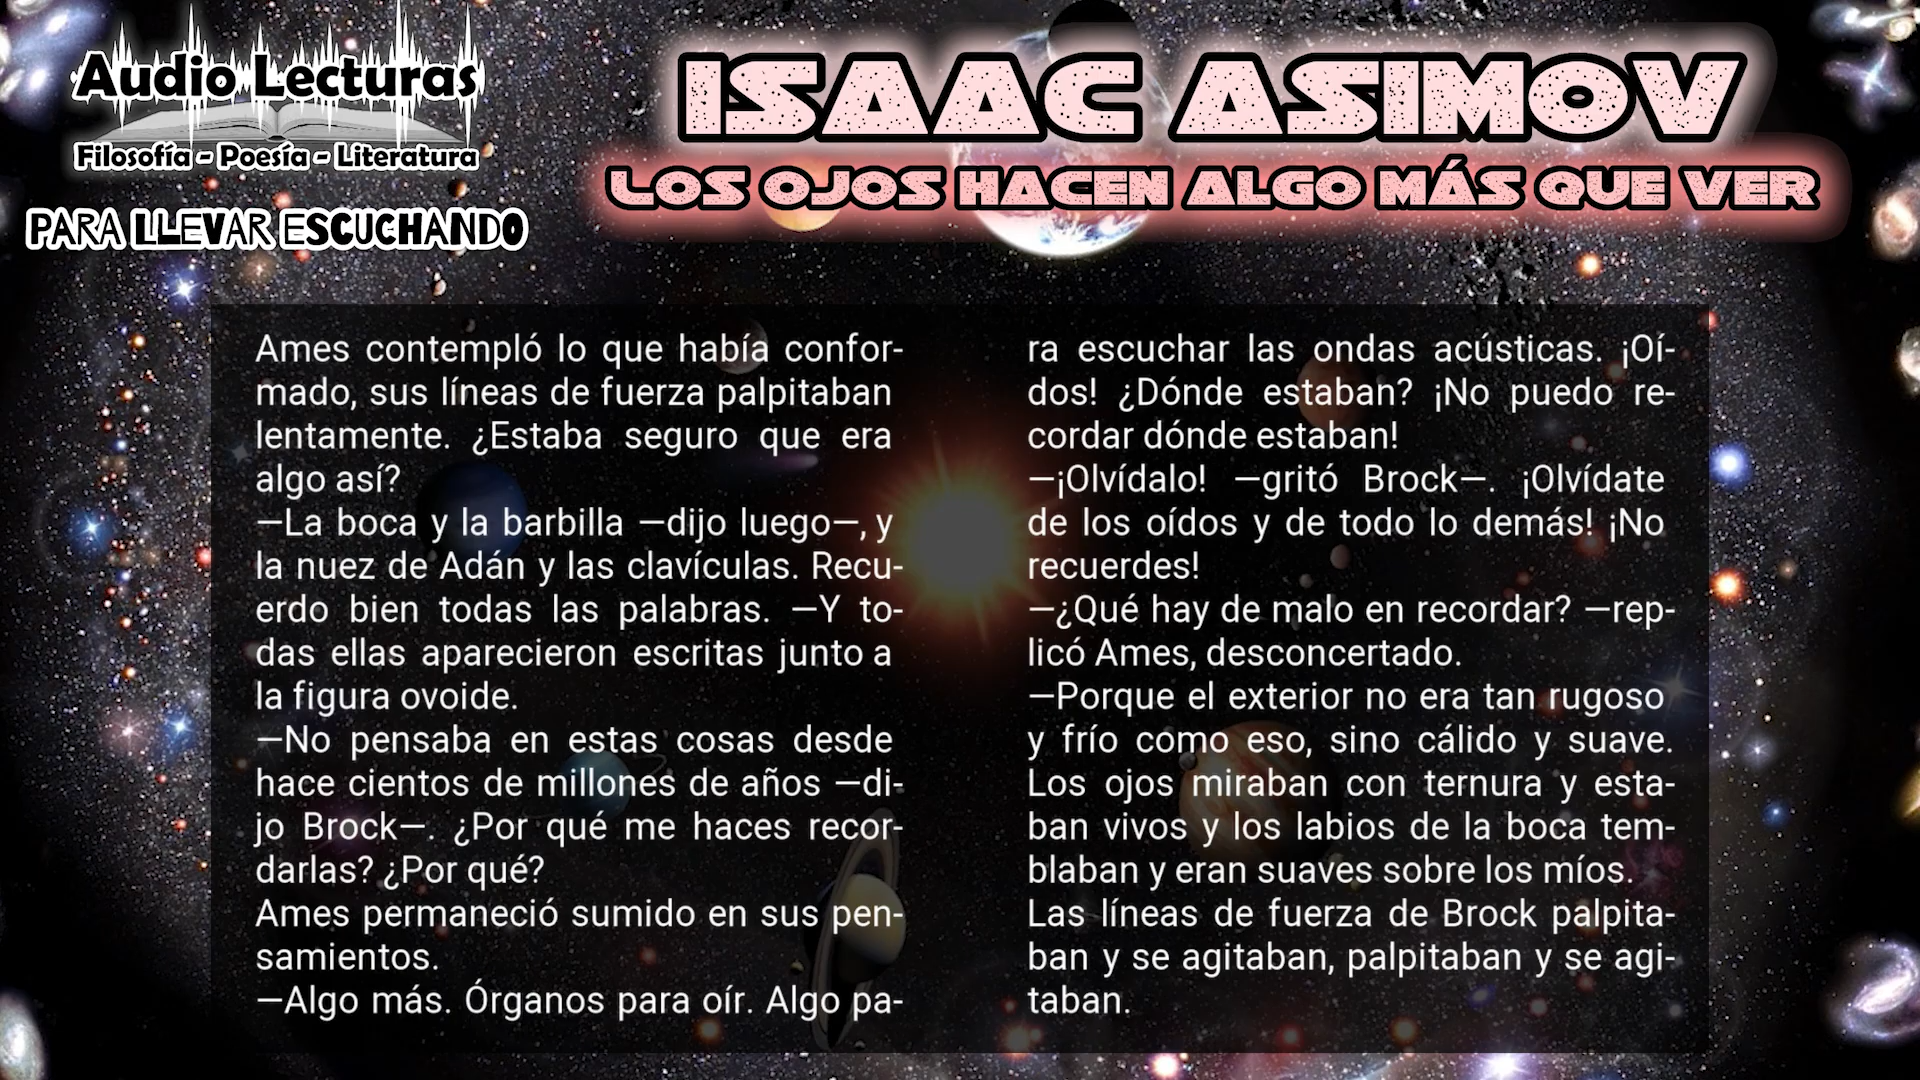 Audio Lecturas
Filosofía - Poesía - Literatura
PARA LLEVAR ESCUCHANDO
ISAAC ASIMOV
LOS OJOS HACEN ALGO MÁS QUE VER
Ames contempló lo que había confor-
mado, sus líneas de fuerza palpitaban
lentamente. ¿Estaba seguro que era
algo así?
—La boca y la barbilla —dijo luego—, y
la nuez de Adán y las clavículas. Recu-
erdo bien todas las palabras. —Y to-
das ellas aparecieron escritas junto a
la figura ovoide.
—No pensaba en estas cosas desde
hace cientos de millones de años —di-
jo Brock—. ¿Por qué me haces recor-
darlas? ¿Por qué?
Ames permaneció sumido en sus pen-
samientos.
—Algo más. Órganos para oír. Algo pa-
ra escuchar las ondas acústicas. ¡Oí-
dos! ¿Dónde estaban? ¡No puedo re-
cordar dónde estaban!
—¡Olvídalo! —gritó Brock—. ¡Olvídate
de los oídos y de todo lo demás! ¡No
recuerdes!
—¿Qué hay de malo en recordar? —rep-
licó Ames, desconcertado.
—Porque el exterior no era tan rugoso
y frío como eso, sino cálido y suave.
Los ojos miraban con ternura y esta-
ban vivos y los labios de la boca tem-
blaban y eran suaves sobre los míos.
Las líneas de fuerza de Brock palpita-
ban y se agitaban, palpitaban y se agi-
taban.